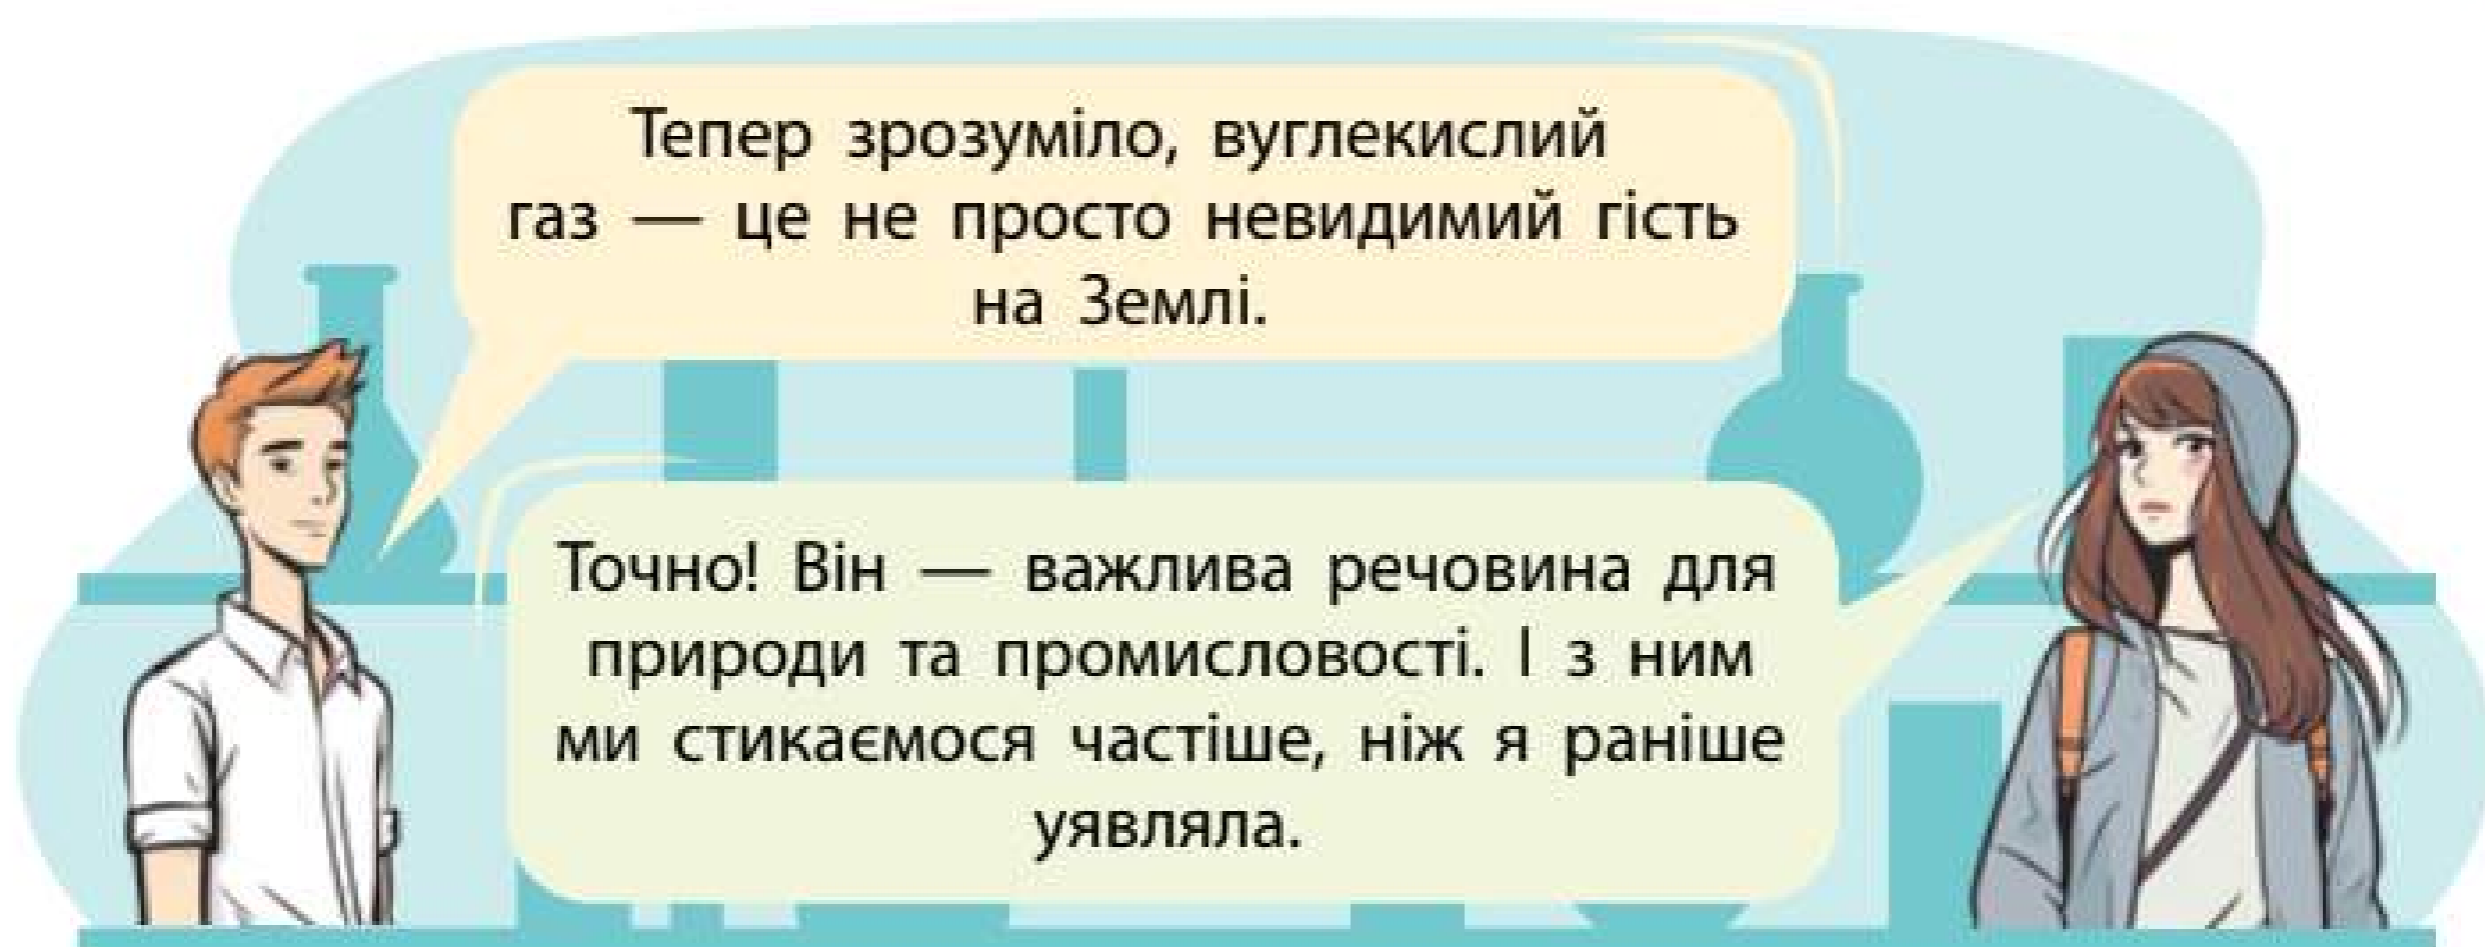 Тепер зрозуміло, вуглекислий
газ — це не просто невидимий гість
на Землі.
Точно! Він — важлива речовина для
природи та промисловості. І з ним
ми стикаємося частіше, ніж я раніше
уявляла.